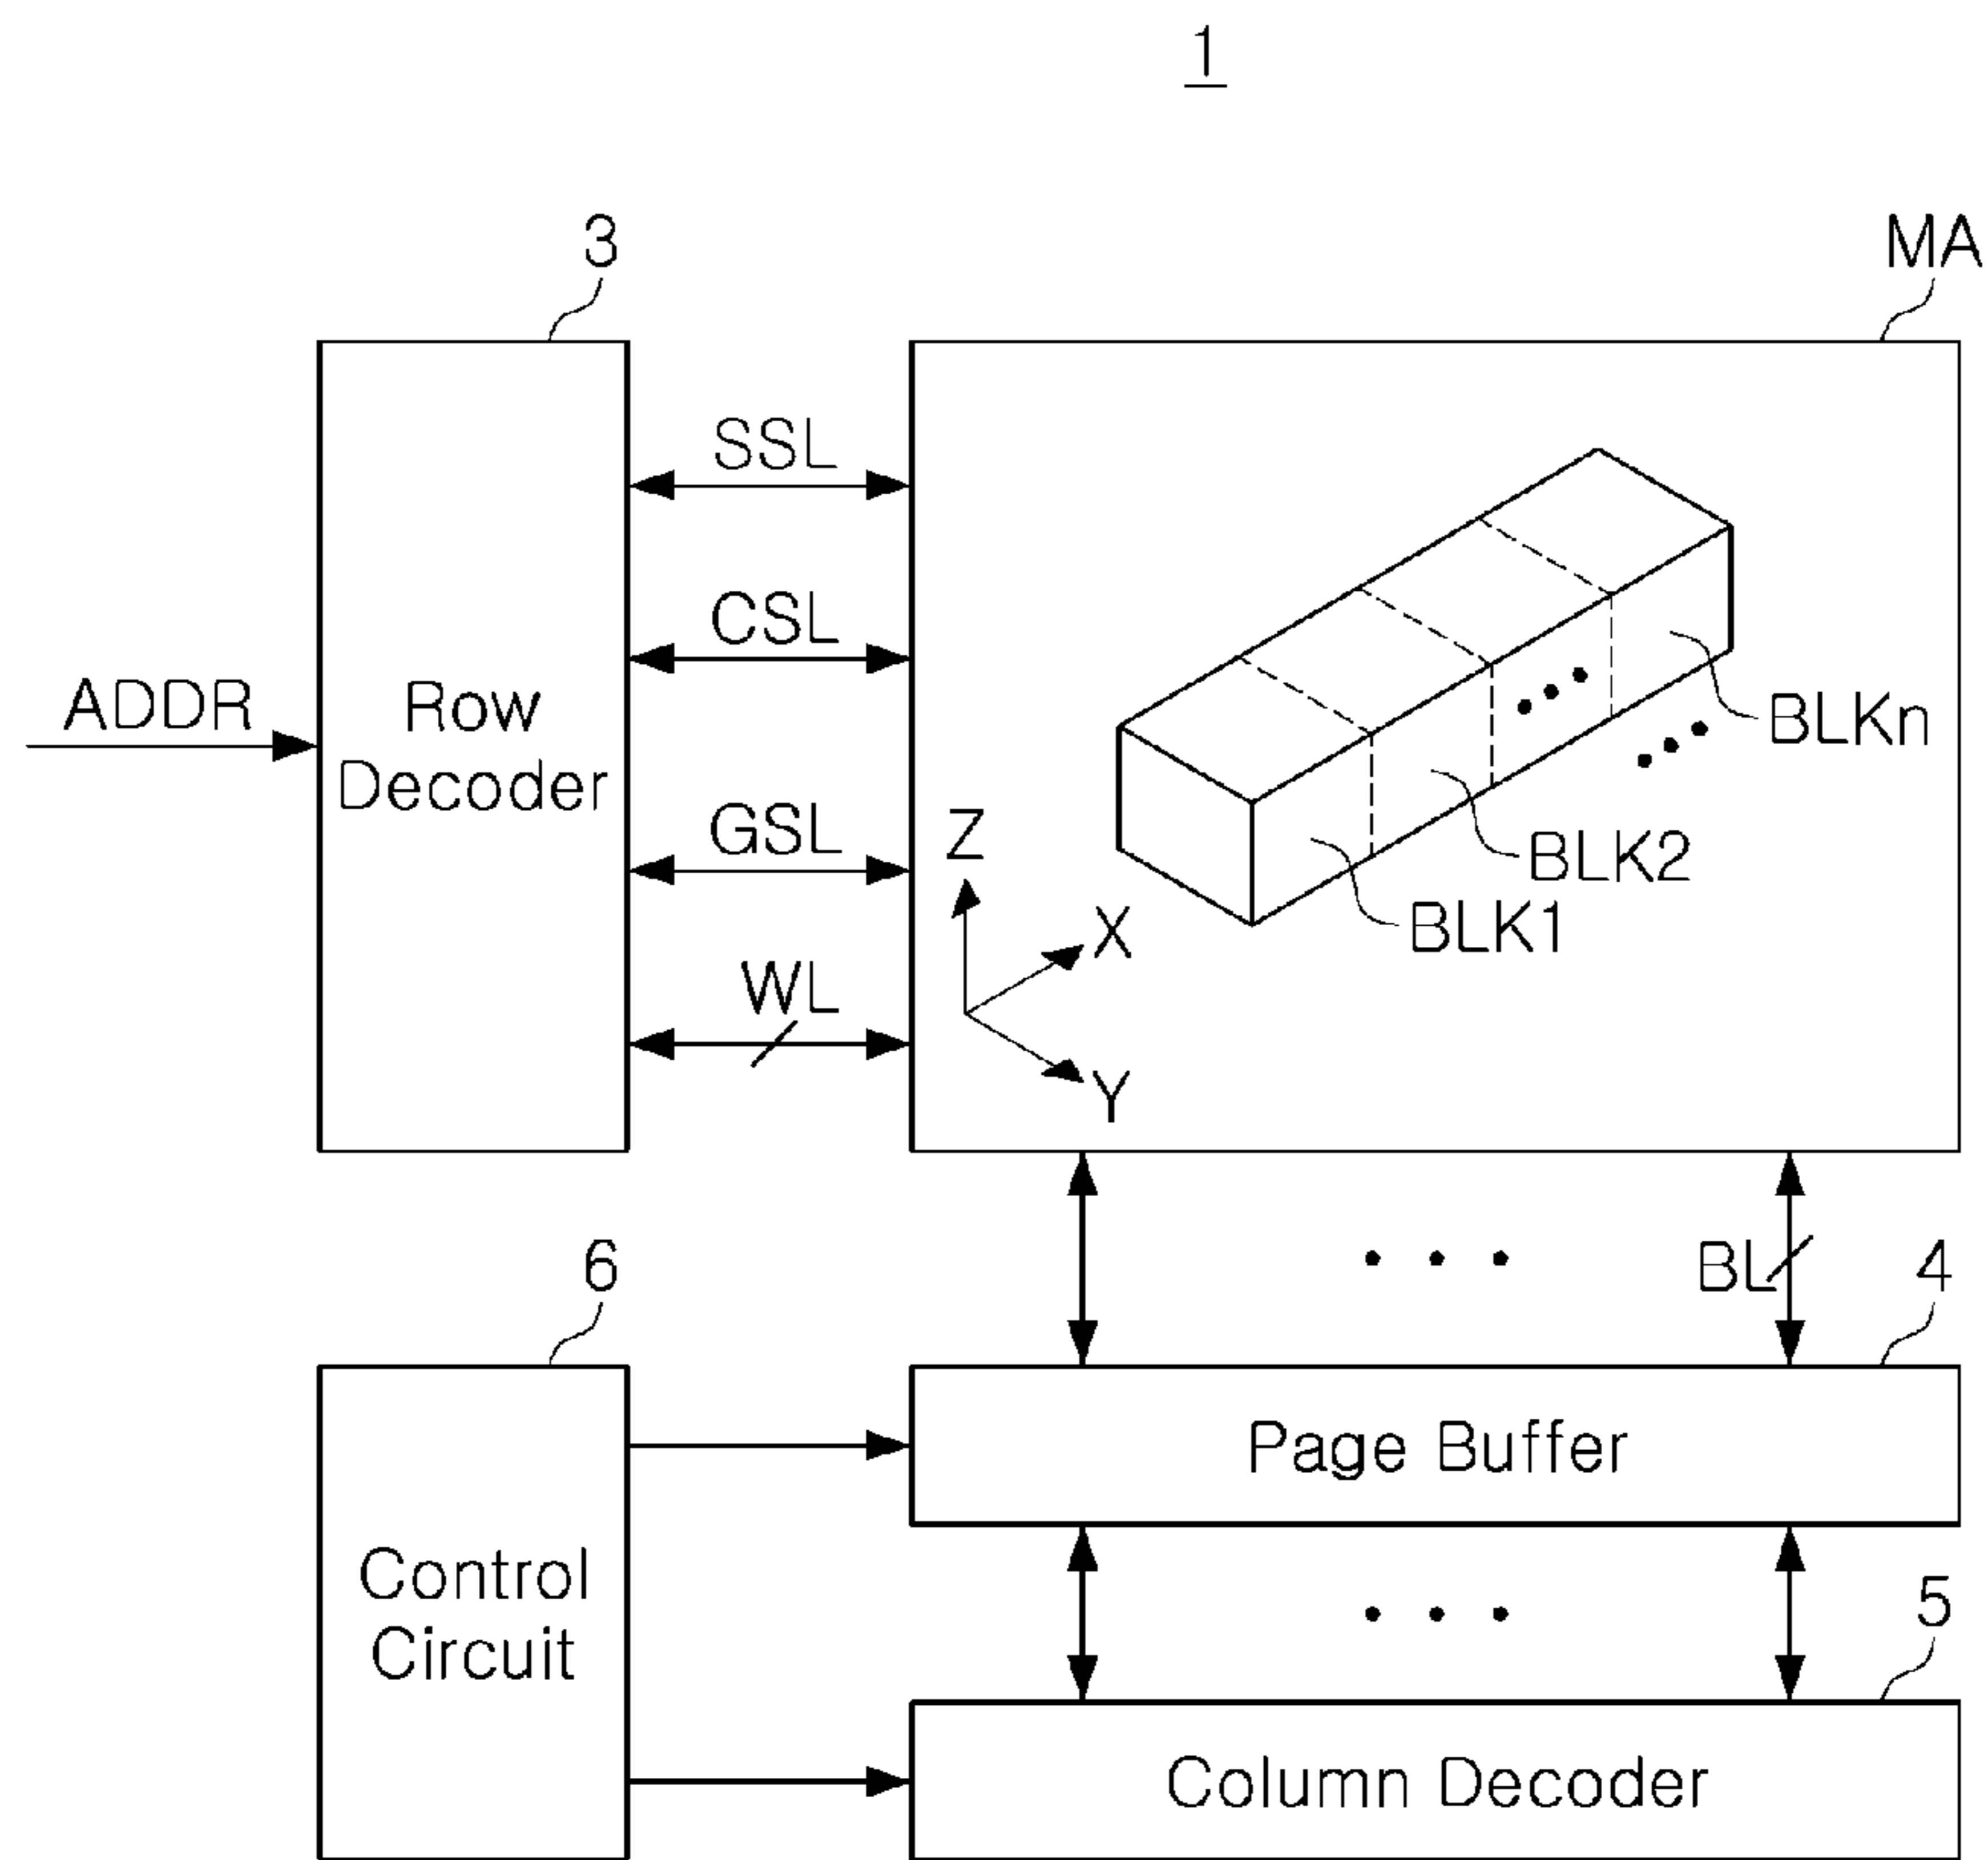 1
3
MA
SSL
CSL
ADDR
Row
Decoder
BLKn
GSL
Z
BLK2
X
BLK1
WL
Y
6
BL
4
Page Buffer
Control
Circuit
5
Column Decoder